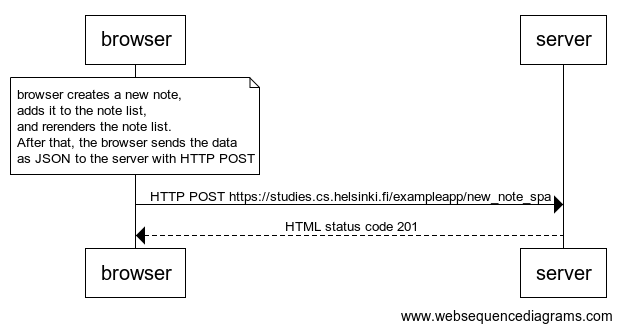 browser
server
browser creates a new note,
adds it to the note list,
and rerenders the note list.
After that, the browser sends the data
as JSON to the server with HTTP POST
HTTP POST https://studies.cs.helsinki.fi/exampleapp/new_note_spa
HTML status code 201
browser
server
www.websequencediagrams.com